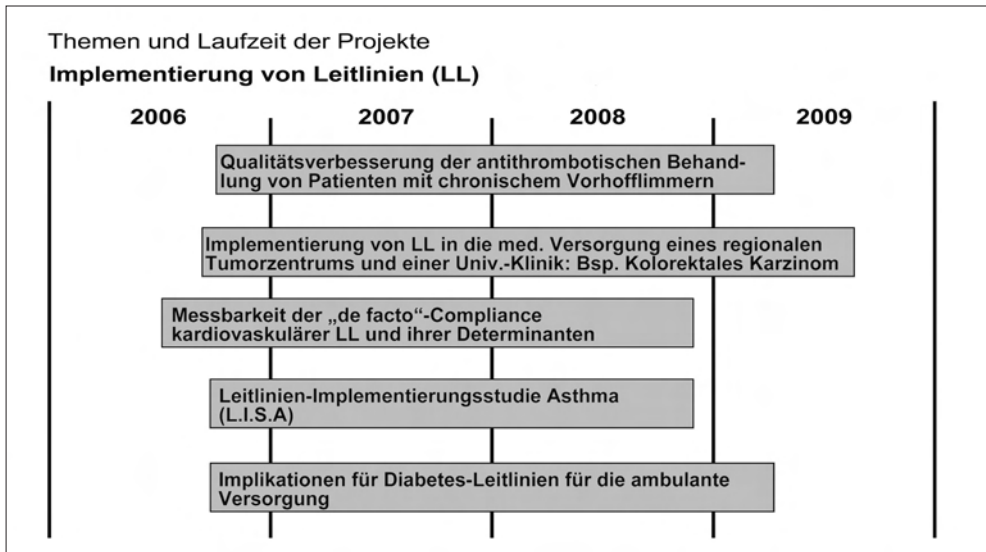 Themen und Laufzeit der Projekte
Implementierung von Leitlinien (LL)
2006 2007 2008 2009
Qualitätsverbesserung der antithrombotischen Behand-
lung von Patienten mit chronischem Vorhofflimmern
Implementierung von LL in die med. Versorgung eines regionalen
Tumorzentrums und einer Univ.-Klinik: Bsp. Kolorektales Karzinom
Messbarkeit der „de facto“-Compliance
kardiovaskulärer LL und ihrer Determinanten
Leitlinien-Implementierungsstudie Asthma
(L.I.S.A)
Implikationen für Diabetes-Leitlinien für die ambulante
Versorgung